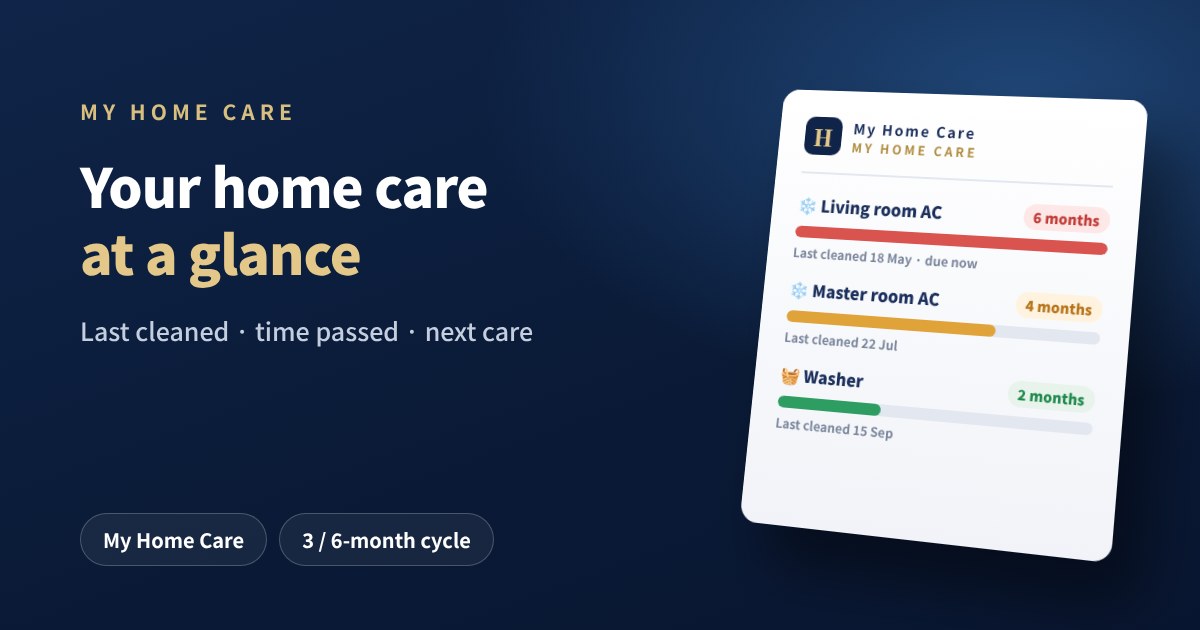 MY HOME CARE
Your home care
at a glance
Last cleaned · time passed · next care
My Home Care
3 / 6-month cycle
H
My Home Care
MY HOME CARE
Living room AC
6 months
Last cleaned 18 May · due now
Master room AC
4 months
Last cleaned 22 Jul
Washer
2 months
Last cleaned 15 Sep